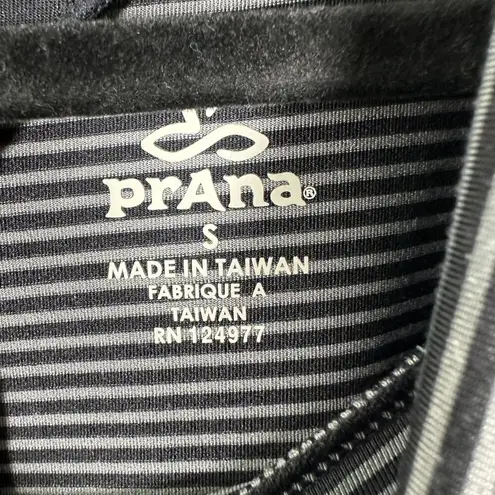 prAna®
S
MADE IN TAIWAN
FABRIQUE A
TAIWAN
RN 124977